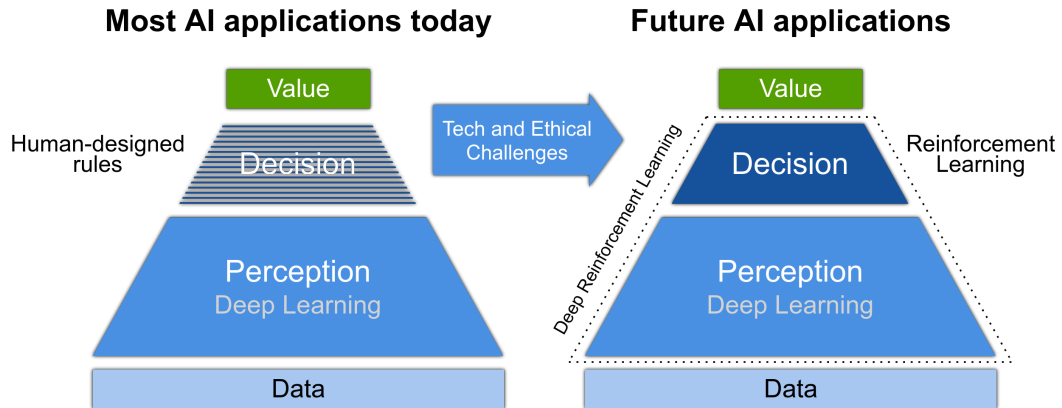 Most AI applications today
Value
Human-designed
rules
Decision
Perception
Deep Learning
Data
Tech and Ethical
Challenges
Future AI applications
Value
Decision
Reinforcement
Learning
Deep Reinforcement Learning
Perception
Deep Learning
Data